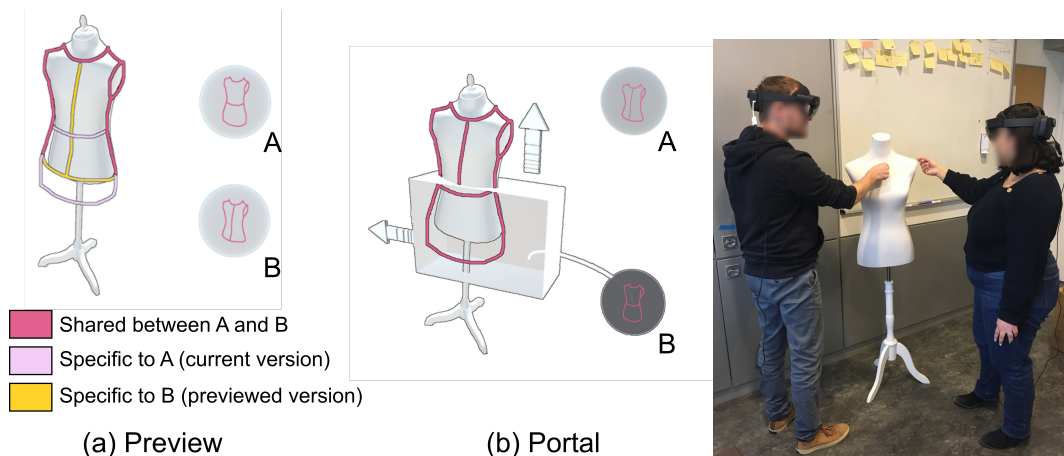 A
B
Shared between A and B
Specific to A (current version)
Specific to B (previewed version)
(a) Preview
A
B
(b) Portal